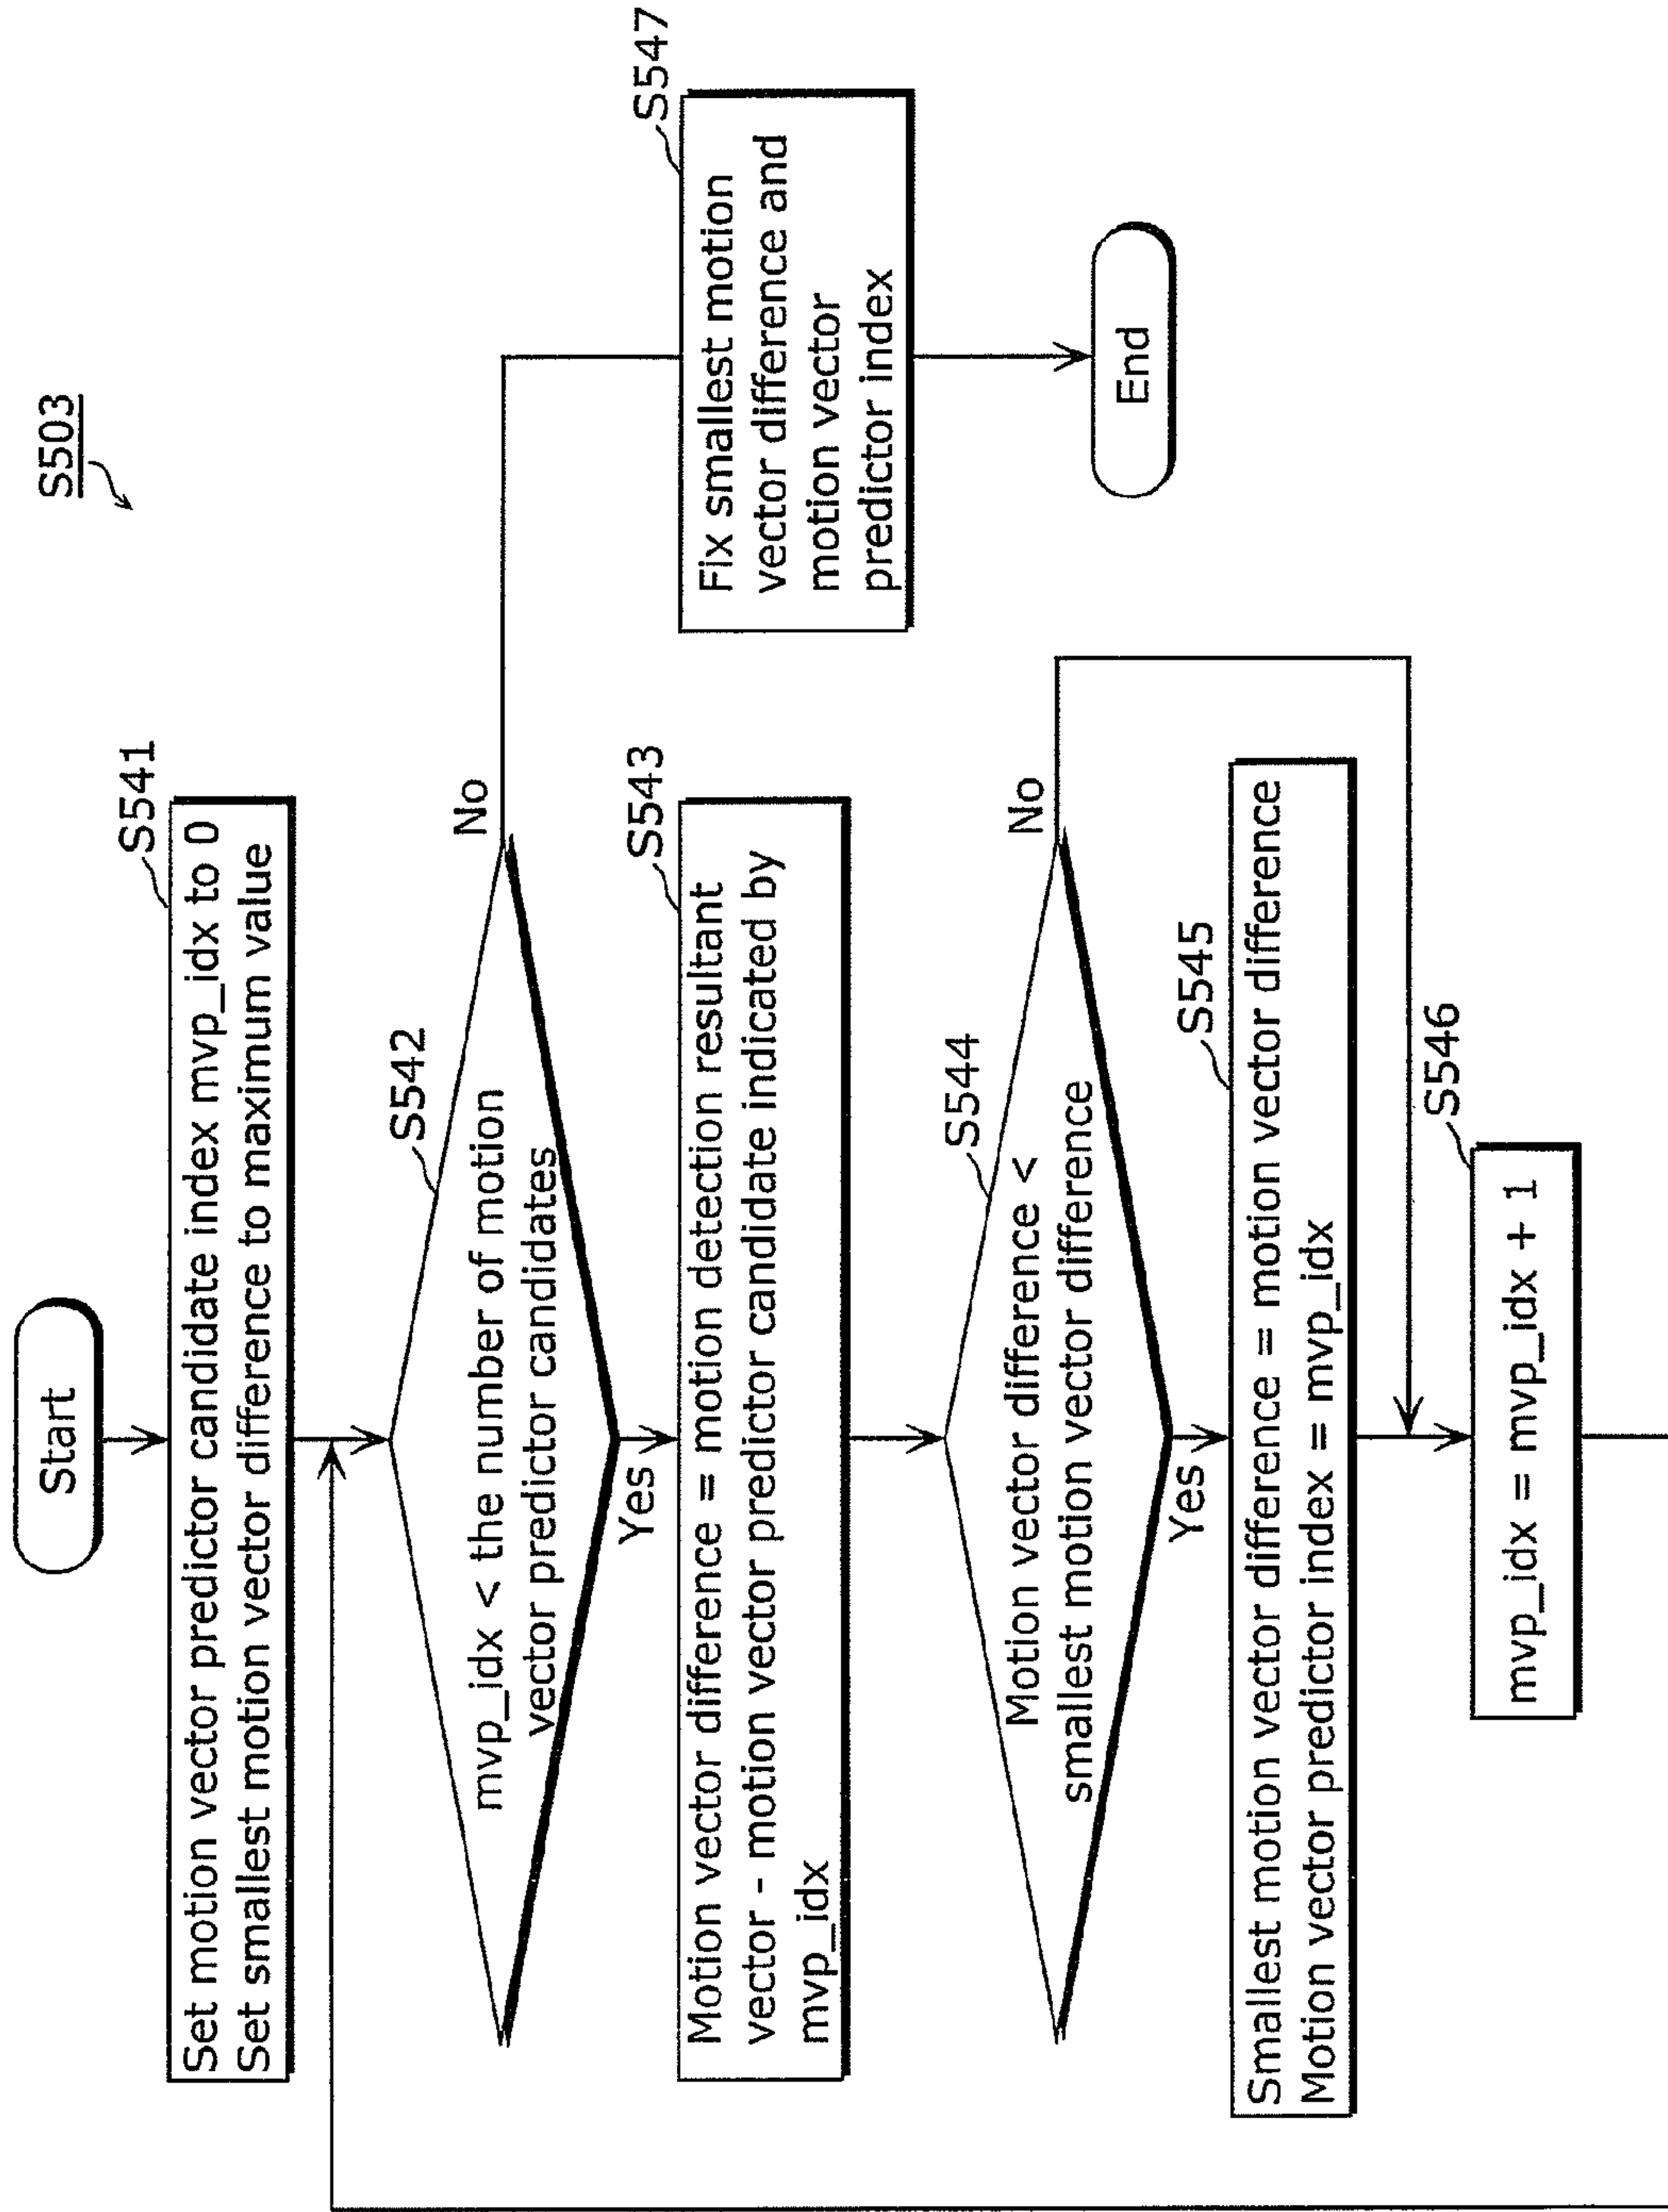 S503
Start
S541
Set motion vector predictor candidate index mvp_idx to 0
Set smallest motion vector difference to maximum value
S542
mvp_idx < the number of motion
vector predictor candidates
No
Yes
S543
Motion vector difference = motion detection resultant
vector - motion vector predictor candidate indicated by
mvp_idx
S544
Motion vector difference <
smallest motion vector difference
No
Yes
S545
Smallest motion vector difference = motion vector difference
Motion vector predictor index = mvp_idx
S546
mvp_idx = mvp_idx + 1
S547
Fix smallest motion
vector difference and
motion vector
predictor index
End